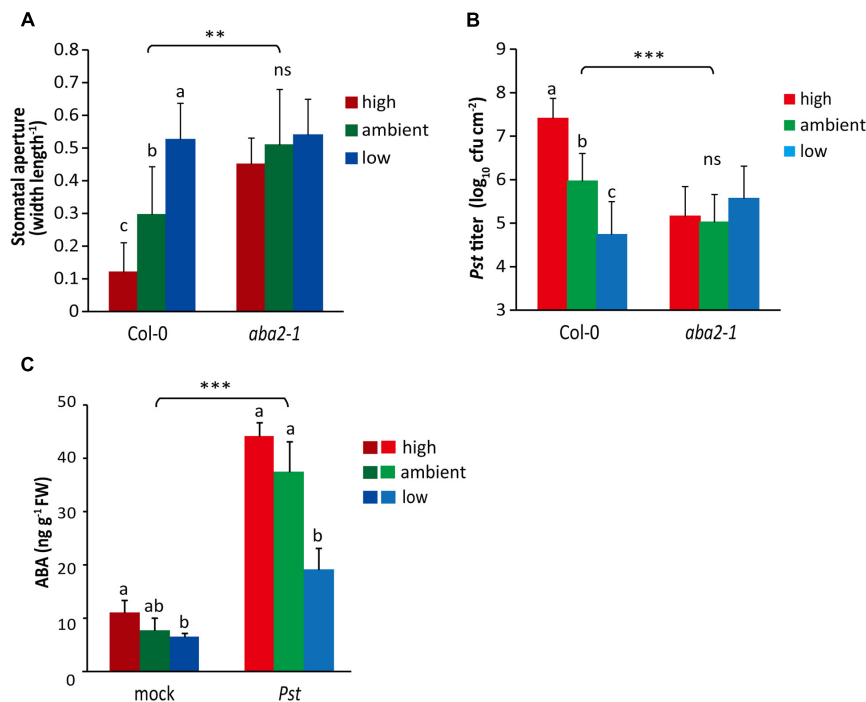 A
**
0.8
0.7
0.6
0.5
0.4
0.3
0.2
0.1
0
Stomatal aperture
(width length⁻¹)
c
b
a
ns
high
ambient
low
Col-0
aba2-1
B
***
9
8
7
6
5
4
3
Pst titer (log₁₀ cfu cm⁻²)
a
b
c
ns
high
ambient
low
Col-0
aba2-1
C
***
50
40
30
20
10
0
ABA (ng g⁻¹ FW)
a
ab
b
a
a
b
high
ambient
low
mock
Pst